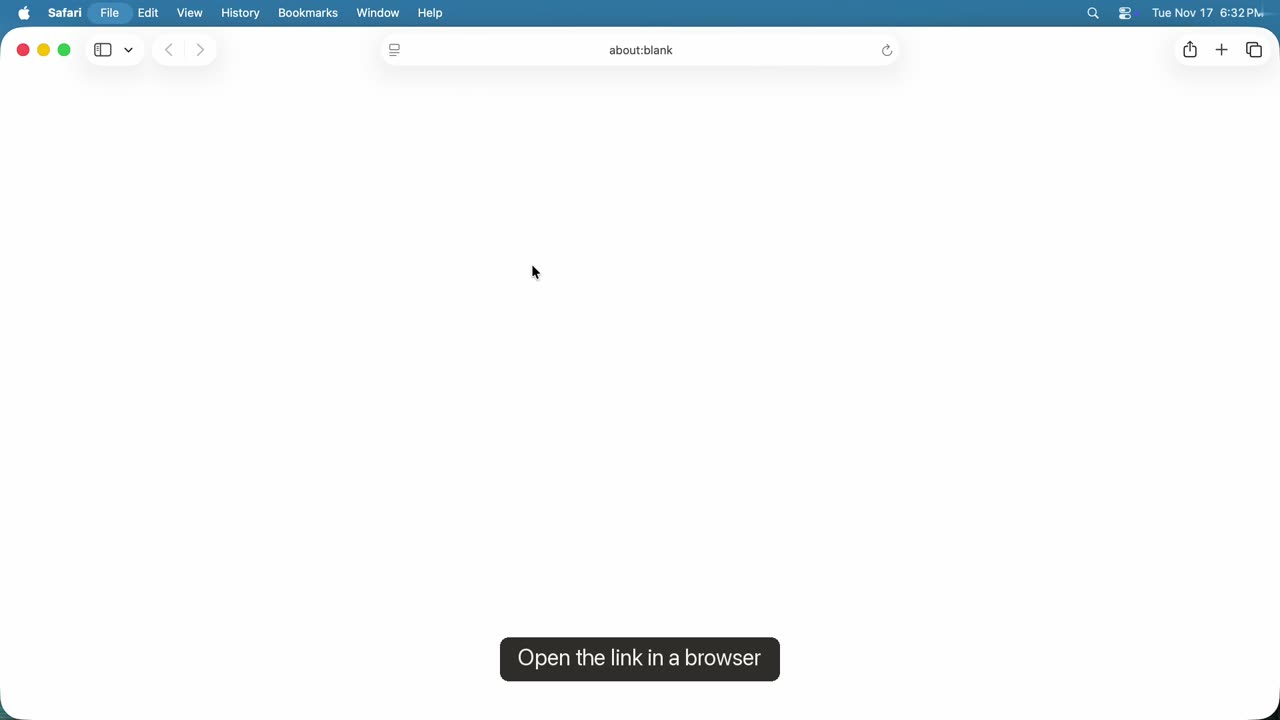 Safari File Edit View History Bookmarks Window Help Tue Nov 17 6:32 PM
about:blank
Open the link in a browser